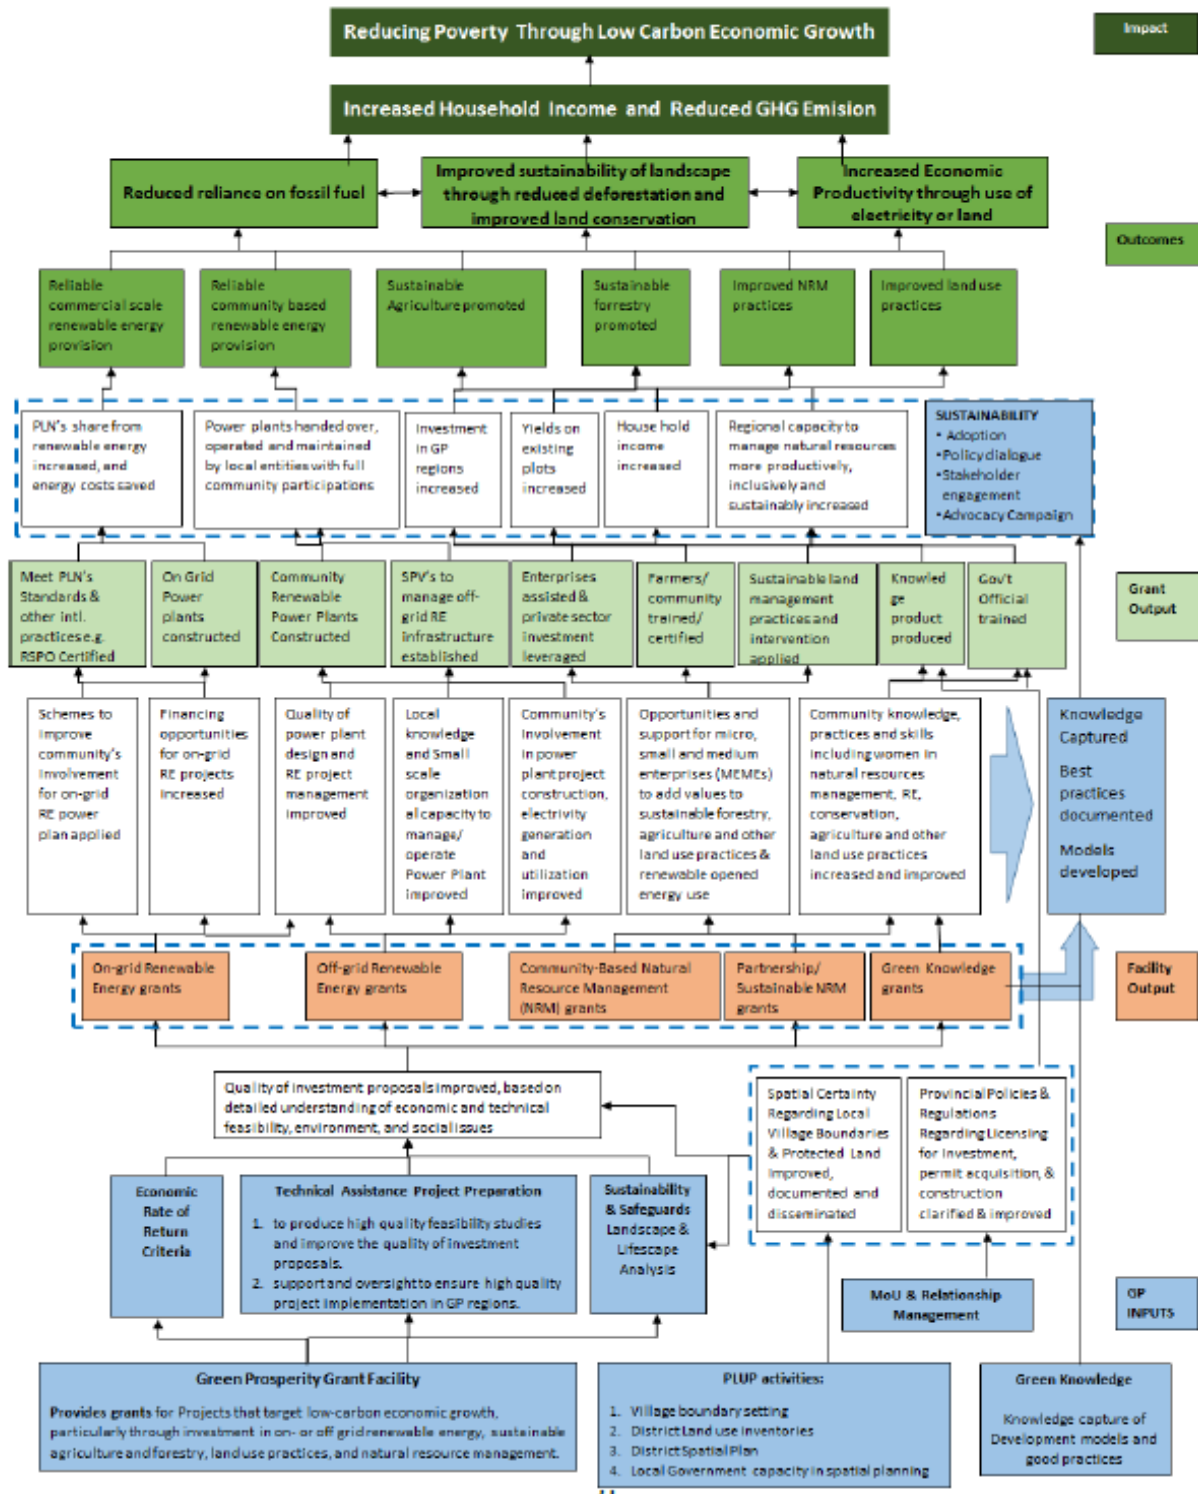 Reducing Poverty Through Low Carbon Economic Growth
Impact
Increased Household Income and Reduced GHG Emision
Reduced reliance on fossil fuel
Improved sustainability of landscape
through reduced deforestation and
improved land conservation
Increased Economic
Productivity through use of
electricity or land
Outcomes
Reliable
commercial scale
renewable energy
provision
Reliable
community based
renewable energy
provision
Sustainable
Agriculture promoted
Sustainable
forrestry
promoted
Improved NRM
practices
Improved land use
practices
PLN's share from
renewable energy
increased, and
energy costs saved
Power plants handed over,
operated and maintained
by local entities with full
community participations
Investment
in GP
regions
increased
Yields on
existing
plots
increased
House hold
income
increased
Regional capacity to
manage natural resources
more productively,
inclusively and
sustainably increased
SUSTAINABILITY
• Adoption
• Policy dialogue
• Stakeholder
engagement
• Advocacy Campaign
Meet PLN's
Standards &
other intl.
practices e.g.
RSPO Certified
On Grid
Power
plants
constructed
Community
Renewable
Power Plants
Constructed
SPV's to
manage off-
grid RE
infrastructure
established
Enterprises
assisted &
private sector
investment
leveraged
Farmers/
community
trained/
certified
Sustainable land
management
practices and
intervention
applied
Knowled
ge
product
produced
Gov't
Official
trained
Grant
Output
Schemes to
improve
community's
involvement
for on-grid
RE power
plan applied
Financing
opportunities
for on-grid
RE projects
increased
Quality of
power plant
design and
RE project
management
improved
Local
knowledge
and Small
scale
organization
al capacity to
manage/
operate
Power Plant
improved
Community's
Involvement
in power
plant project
construction,
electricity
generation
and
utilization
improved
Opportunities and
support for micro,
small and medium
enterprises (MEMEs)
to add values to
sustainable forestry,
agriculture and other
land use practices &
renewable opened
energy use
Community knowledge,
practices and skills
including women in
natural resources
management, RE,
conservation,
agriculture and other
land use practices
increased and improved
Knowledge
Captured
Best
practices
documented
Models
developed
On-grid Renewable
Energy grants
Off-grid Renewable
Energy grants
Community-Based Natural
Resource Management
(NRM) grants
Partnership/
Sustainable NRM
grants
Green Knowledge
grants
Facility
Output
Quality of investment proposals improved, based on
detailed understanding of economic and technical
feasibility, environment, and social issues
Spatial Certainty
Regarding Local
Village Boundaries
& Protected Land
Improved,
documented and
disseminated
Provincial Policies &
Regulations
Regarding Licensing
for Investment,
permit acquisition, &
construction
clarified & improved
Economic
Rate of
Return
Criteria
Technical Assistance Project Preparation
1. to produce high quality feasibility studies
and improve the quality of investment
proposals.
2. support and oversight to ensure high quality
project implementation in GP regions.
Sustainability
& Safeguards
Landscape &
Lifescape
Analysis
MoU & Relationship
Management
GP
INPUTS
Green Prosperity Grant Facility
Provides grants for Projects that target low-carbon economic growth,
particularly through investment in on- or off grid renewable energy, sustainable
agriculture and forestry, land use practices, and natural resource management.
PLUP activities:
1. Village boundary setting
2. District Land use inventories
3. District Spatial Plan
4. Local Government capacity in spatial planning
Green Knowledge
Knowledge capture of
Development models and
good practices